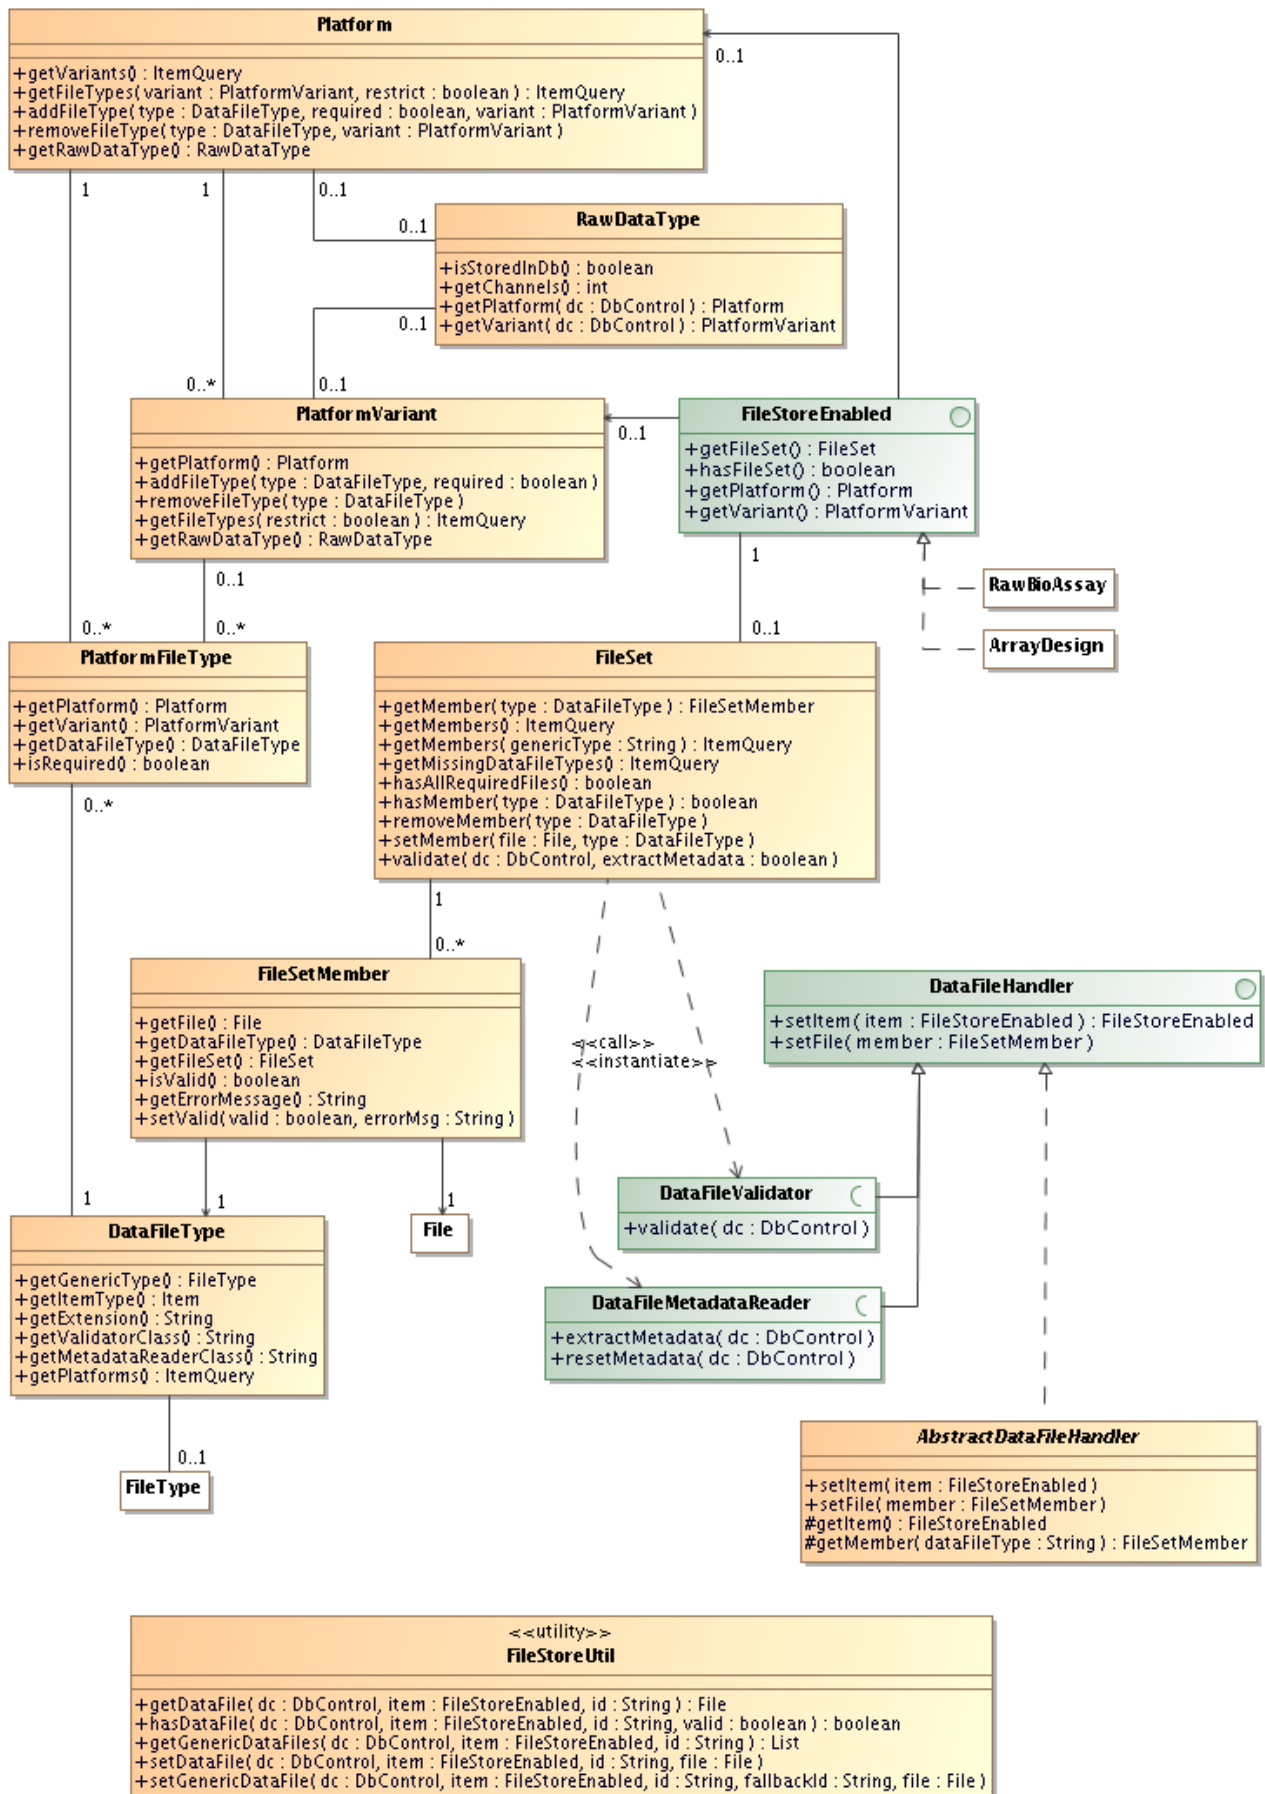 Platform
+getVariants() : ItemQuery
+getFileTypes( variant : PlatformVariant, restrict : boolean ) : ItemQuery
+addFileType( type : DataFileType, required : boolean, variant : PlatformVariant )
+removeFileType( type : DataFileType, variant : PlatformVariant )
+getRawDataType() : RawDataType
0..1
1
1
0..1
0..1
RawDataType
+isStoredInDb() : boolean
+getChannels() : int
+getPlatform( dc : DbControl ) : Platform
+getVariant( dc : DbControl ) : PlatformVariant
0..1
0..*
0..1
PlatformVariant
+getPlatform() : Platform
+addFileType( type : DataFileType, required : boolean )
+removeFileType( type : DataFileType )
+getFileTypes( restrict : boolean ) : ItemQuery
+getRawDataType() : RawDataType
0..1
FileStoreEnabled
+getFileSet() : FileSet
+hasFileSet() : boolean
+getPlatform() : Platform
+getVariant() : PlatformVariant
0..1
1
RawBioAssay
ArrayDesign
0..*
0..*
0..1
PlatformFileType
+getPlatform() : Platform
+getVariant() : PlatformVariant
+getDataFileType() : DataFileType
+isRequired() : boolean
0..*
FileSet
+getMember( type : DataFileType ) : FileSetMember
+getMembers() : ItemQuery
+getMembers( genericType : String ) : ItemQuery
+getMissingDataFileTypes() : ItemQuery
+hasAllRequiredFiles() : boolean
+hasMember( type : DataFileType ) : boolean
+removeMember( type : DataFileType )
+setMember( file : File, type : DataFileType )
+validate( dc : DbControl, extractMetadata : boolean )
1
0..*
FileSetMember
+getFile() : File
+getDataFileType() : DataFileType
+getFileSet() : FileSet
+isValid() : boolean
+getErrorMessage() : String
+setValid( valid : boolean, errorMsg : String )
<<call>>
<<instantiate>>
DataFileHandler
+setItem( item : FileStoreEnabled ) : FileStoreEnabled
+setFile( member : FileSetMember )
1
1
1
File
DataFileValidator
+validate( dc : DbControl )
DataFileMetadataReader
+extractMetadata( dc : DbControl )
+resetMetadata( dc : DbControl )
DataFileType
+getGenericType() : FileType
+getItemType() : Item
+getExtension() : String
+getValidatorClass() : String
+getMetadataReaderClass() : String
+getPlatforms() : ItemQuery
0..1
FileType
AbstractDataFileHandler
+setItem( item : FileStoreEnabled )
+setFile( member : FileSetMember )
#getItem() : FileStoreEnabled
#getMember( dataFileType : String ) : FileSetMember
<<utility>>
FileStoreUtil
+getDataFile( dc : DbControl, item : FileStoreEnabled, id : String ) : File
+hasDataFile( dc : DbControl, item : FileStoreEnabled, id : String, valid : boolean ) : boolean
+getGenericDataFiles( dc : DbControl, item : FileStoreEnabled, id : String ) : List
+setDataFile( dc : DbControl, item : FileStoreEnabled, id : String, file : File )
+setGenericDataFile( dc : DbControl, item : FileStoreEnabled, id : String, fallbackId : String, file : File )